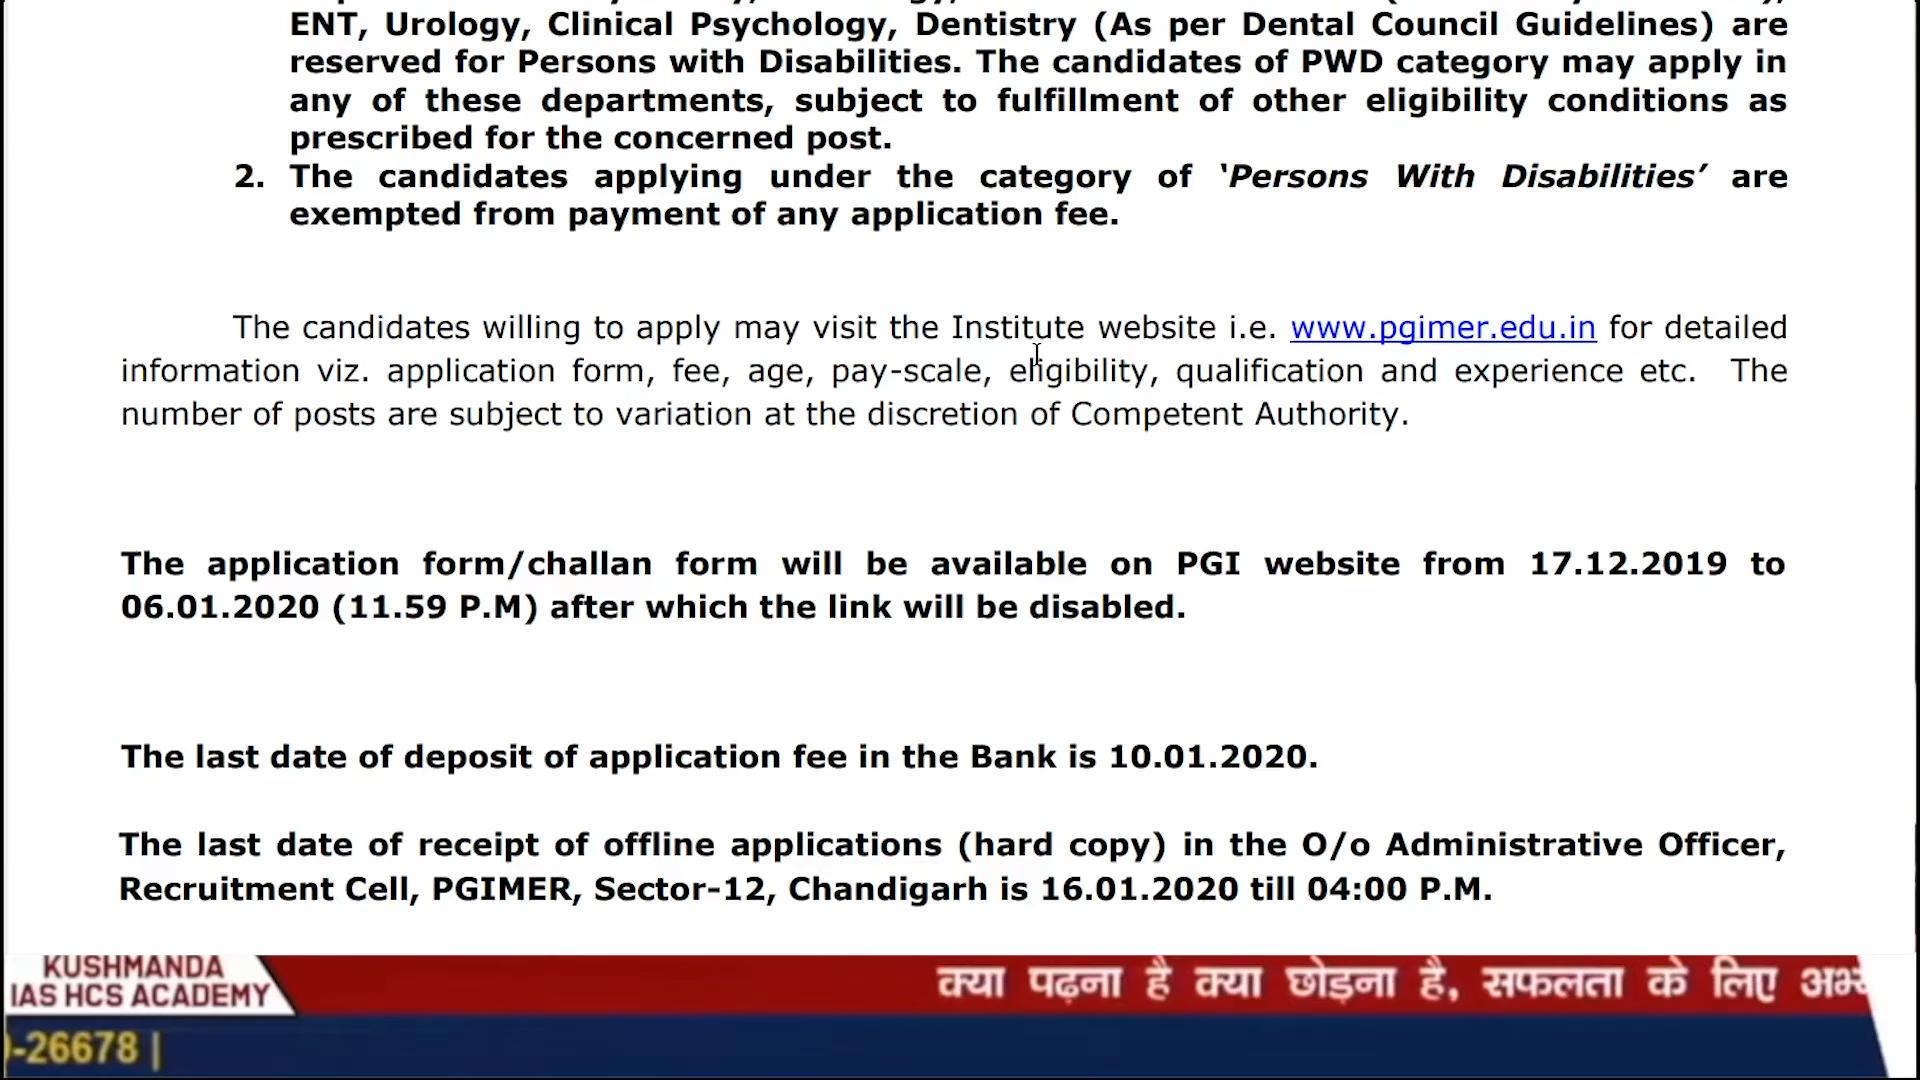 ENT, Urology, Clinical Psychology, Dentistry (As per Dental Council Guidelines) are
reserved for Persons with Disabilities. The candidates of PWD category may apply in
any of these departments, subject to fulfillment of other eligibility conditions as
prescribed for the concerned post.
2. The candidates applying under the category of ‘Persons With Disabilities’ are
exempted from payment of any application fee.
The candidates willing to apply may visit the Institute website i.e. www.pgimer.edu.in for detailed
information viz. application form, fee, age, pay-scale, eligibility, qualification and experience etc. The
number of posts are subject to variation at the discretion of Competent Authority.
The application form/challan form will be available on PGI website from 17.12.2019 to
06.01.2020 (11.59 P.M) after which the link will be disabled.
The last date of deposit of application fee in the Bank is 10.01.2020.
The last date of receipt of offline applications (hard copy) in the O/o Administrative Officer,
Recruitment Cell, PGIMER, Sector-12, Chandigarh is 16.01.2020 till 04:00 P.M.
KUSHMANDA
IAS HCS ACADEMY
क्या पढ़ना है क्या छोड़ना है, सफलता के लिए
-26678 |